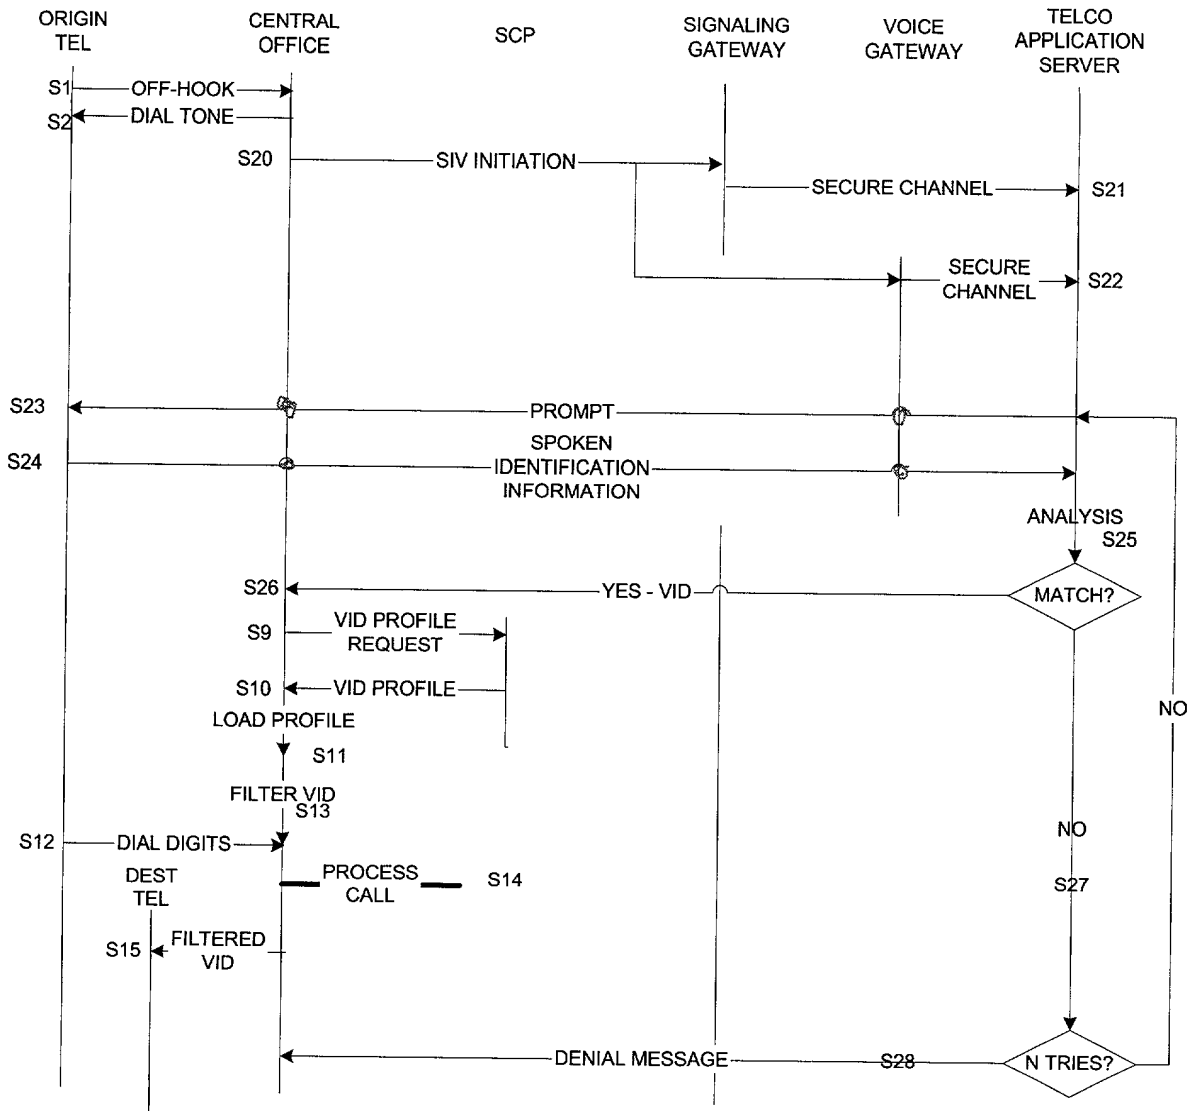 ORIGIN
TEL
CENTRAL
OFFICE
SCP
SIGNALING
GATEWAY
VOICE
GATEWAY
TELCO
APPLICATION
SERVER
S1
OFF-HOOK
S2
DIAL TONE
S20
SIV INITIATION
SECURE CHANNEL
S21
SECURE
CHANNEL
S22
S23
PROMPT
S24
SPOKEN
IDENTIFICATION
INFORMATION
ANALYSIS
S25
S26
YES - VID
MATCH?
S9
VID PROFILE
REQUEST
S10
VID PROFILE
LOAD PROFILE
S11
NO
FILTER VID
S13
NO
S12
DIAL DIGITS
DEST
TEL
PROCESS
CALL
S14
S27
S15
FILTERED
VID
DENIAL MESSAGE
S28
N TRIES?